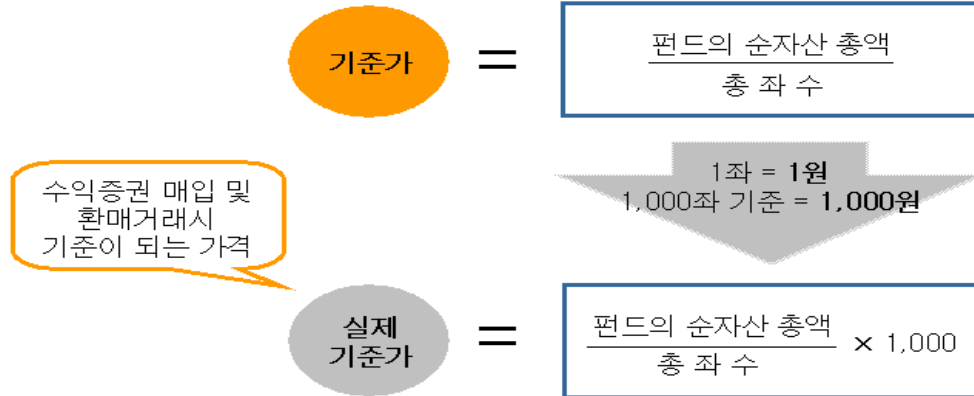 기준가
=
펀드의 순자산 총액
총 좌 수
1좌 = 1원
1,000좌 기준 = 1,000원
수익증권 매입 및
환매거래시
기준이 되는 가격
실제
기준가
=
펀드의 순자산 총액
총 좌 수
× 1,000